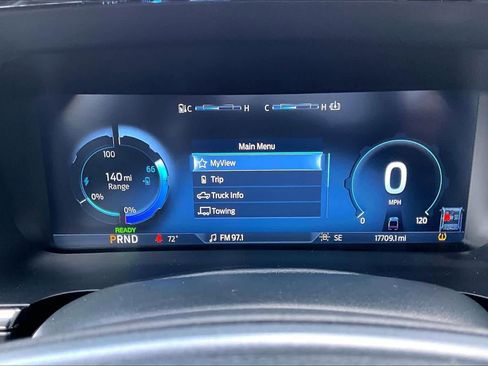 C H C H
Main Menu
MyView
Trip
Truck Info
Towing
100
66
140 mi
Range
0%
0%
READY
PRND
72°
FM 97.1
SE
17709.1 mi
0
MPH
0 120